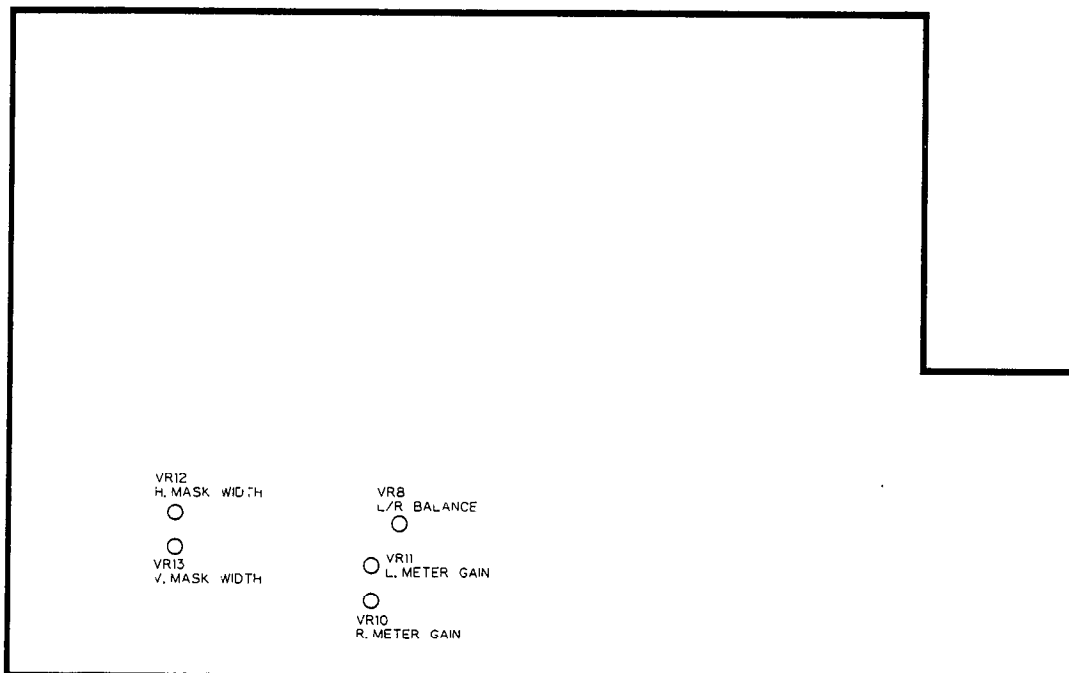 VR12
H. MASK WIDTH
VR13
V. MASK WIDTH
VR8
L/R BALANCE
VR11
L. METER GAIN
VR10
R. METER GAIN